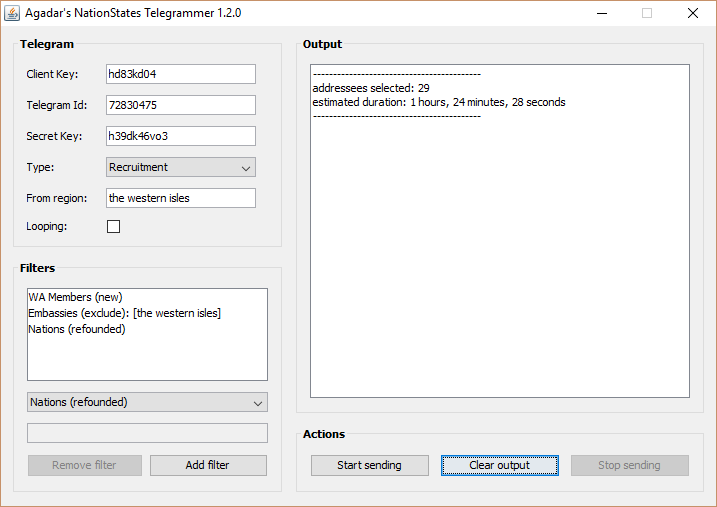 Agadar's NationStates Telegrammer 1.2.0
Telegram
Client Key: hd83kd04
Telegram Id: 72830475
Secret Key: h39dk46vo3
Type: Recruitment
From region: the western isles
Looping:
Filters
WA Members (new)
Embassies (exclude): [the western isles]
Nations (refounded)
Nations (refounded)
Remove filter Add filter
Output
------------------------------------------
addressees selected: 29
estimated duration: 1 hours, 24 minutes, 28 seconds
------------------------------------------
Actions
Start sending Clear output Stop sending